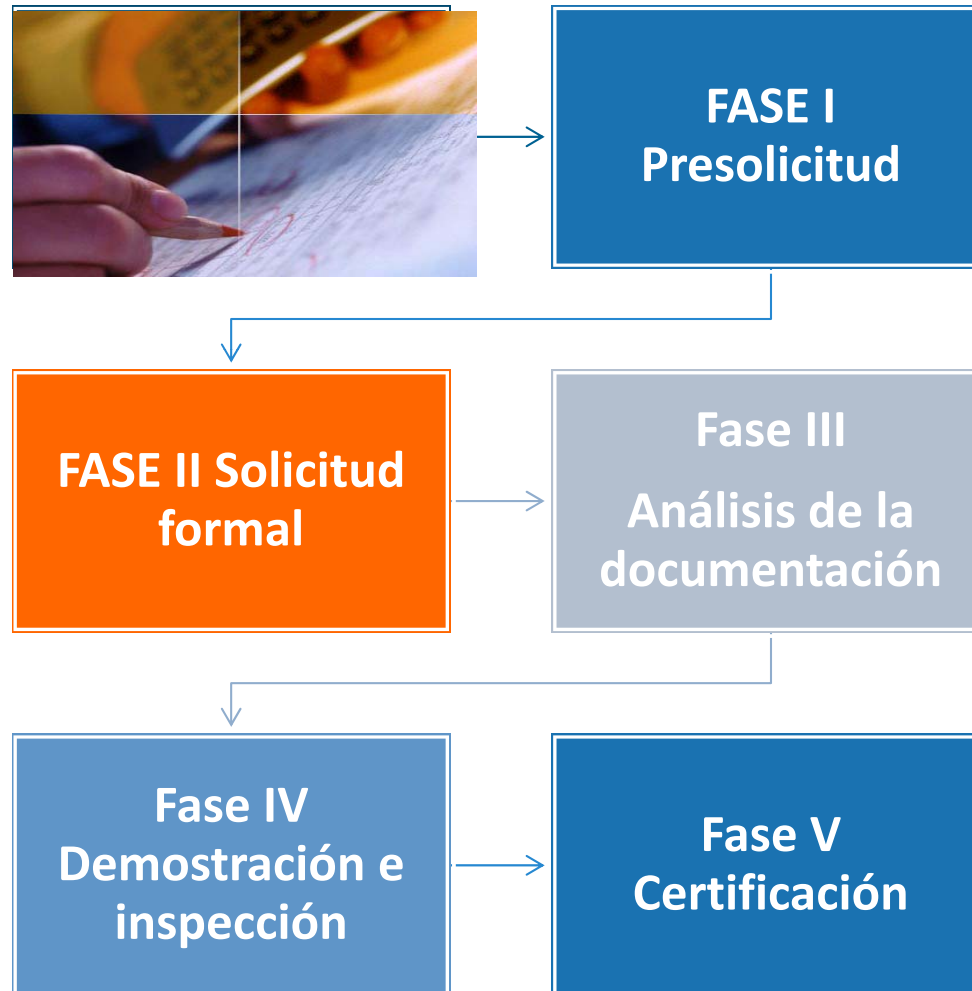 FASE I
Presolicitud
FASE II Solicitud
formal
Fase III
Análisis de la
documentación
Fase IV
Demostración e
inspección
Fase V
Certificación